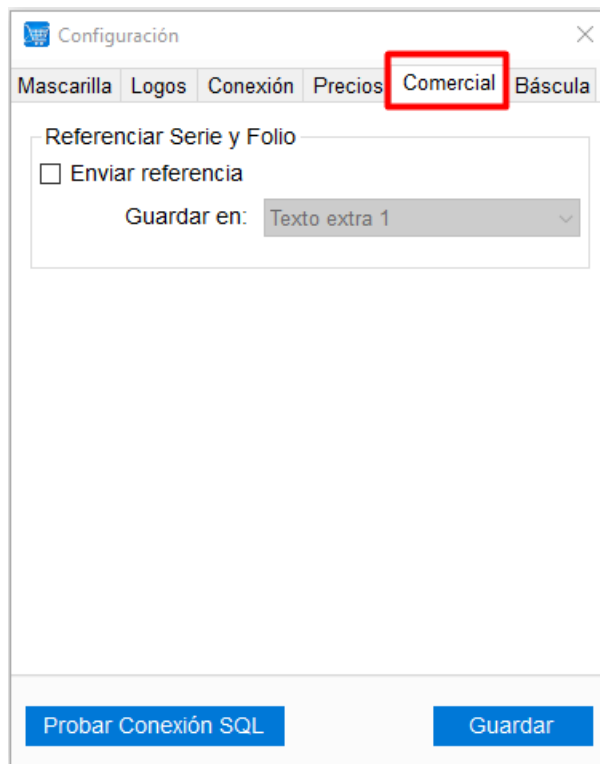 Configuración
Mascarilla Logos Conexión Precios Comercial Báscula
Referenciar Serie y Folio
Enviar referencia
Guardar en: Texto extra 1
Probar Conexión SQL Guardar